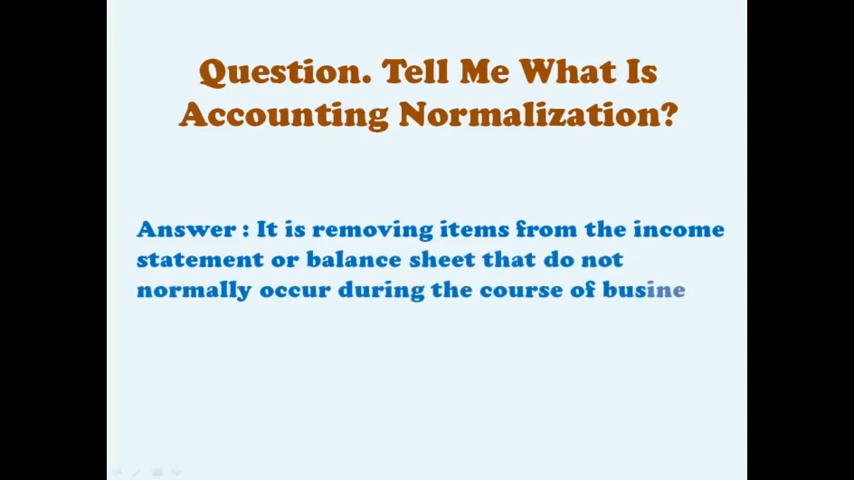 Question. Tell Me What Is
Accounting Normalization?
Answer : It is removing items from the income
statement or balance sheet that do not
normally occur during the course of busine